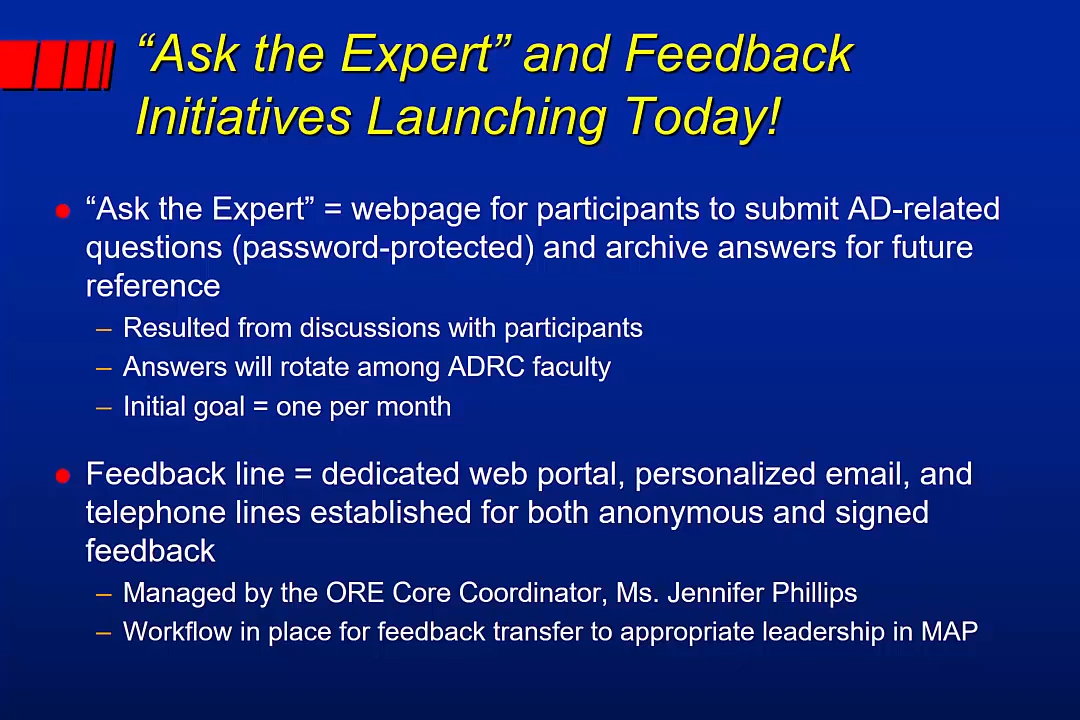 “Ask the Expert” and Feedback
Initiatives Launching Today!
● “Ask the Expert” = webpage for participants to submit AD-related
questions (password-protected) and archive answers for future
reference
– Resulted from discussions with participants
– Answers will rotate among ADRC faculty
– Initial goal = one per month
● Feedback line = dedicated web portal, personalized email, and
telephone lines established for both anonymous and signed
feedback
– Managed by the ORE Core Coordinator, Ms. Jennifer Phillips
– Workflow in place for feedback transfer to appropriate leadership in MAP